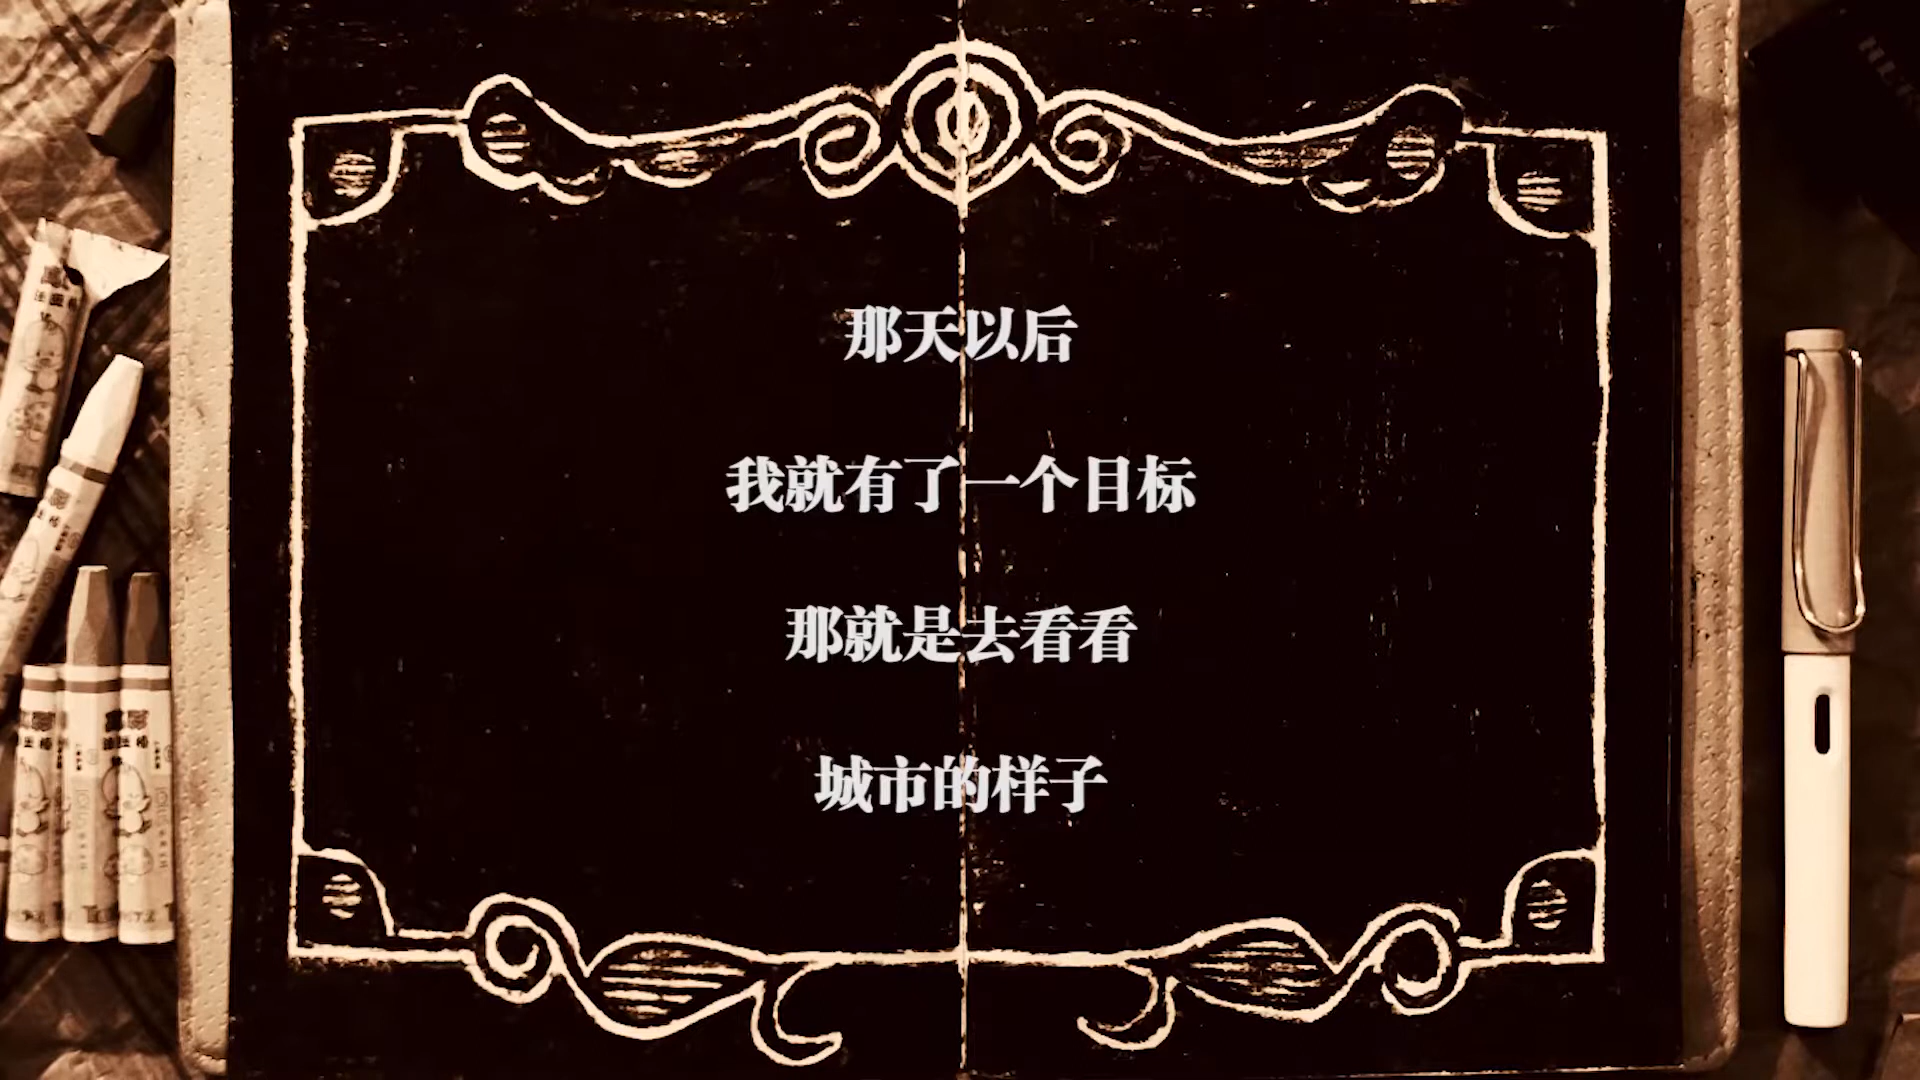 那天以后
我就有了一个目标
那就是去看看
城市的样子